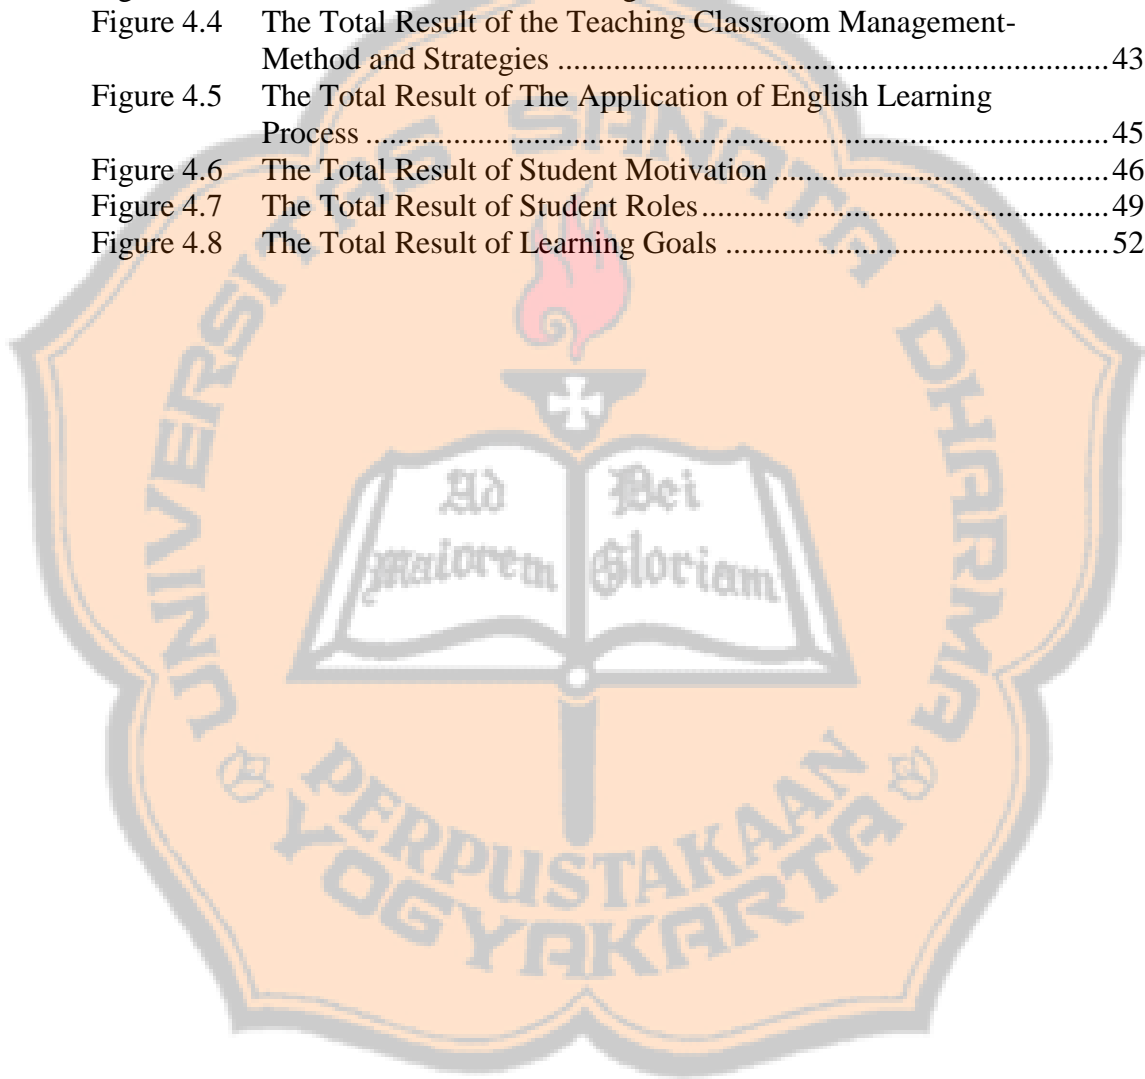 Figure 4.4 The Total Result of the Teaching Classroom Management-
Method and Strategies ........................................................................ 43
Figure 4.5 The Total Result of The Application of English Learning
Process ................................................................................................ 45
Figure 4.6 The Total Result of Student Motivation ............................................ 46
Figure 4.7 The Total Result of Student Roles ..................................................... 49
Figure 4.8 The Total Result of Learning Goals .................................................. 52
UNIVERSITAS SANATA DHARMA
Ad Dei
maiorem Gloriam
PERPUSTAKAAN
YOGYAKARTA